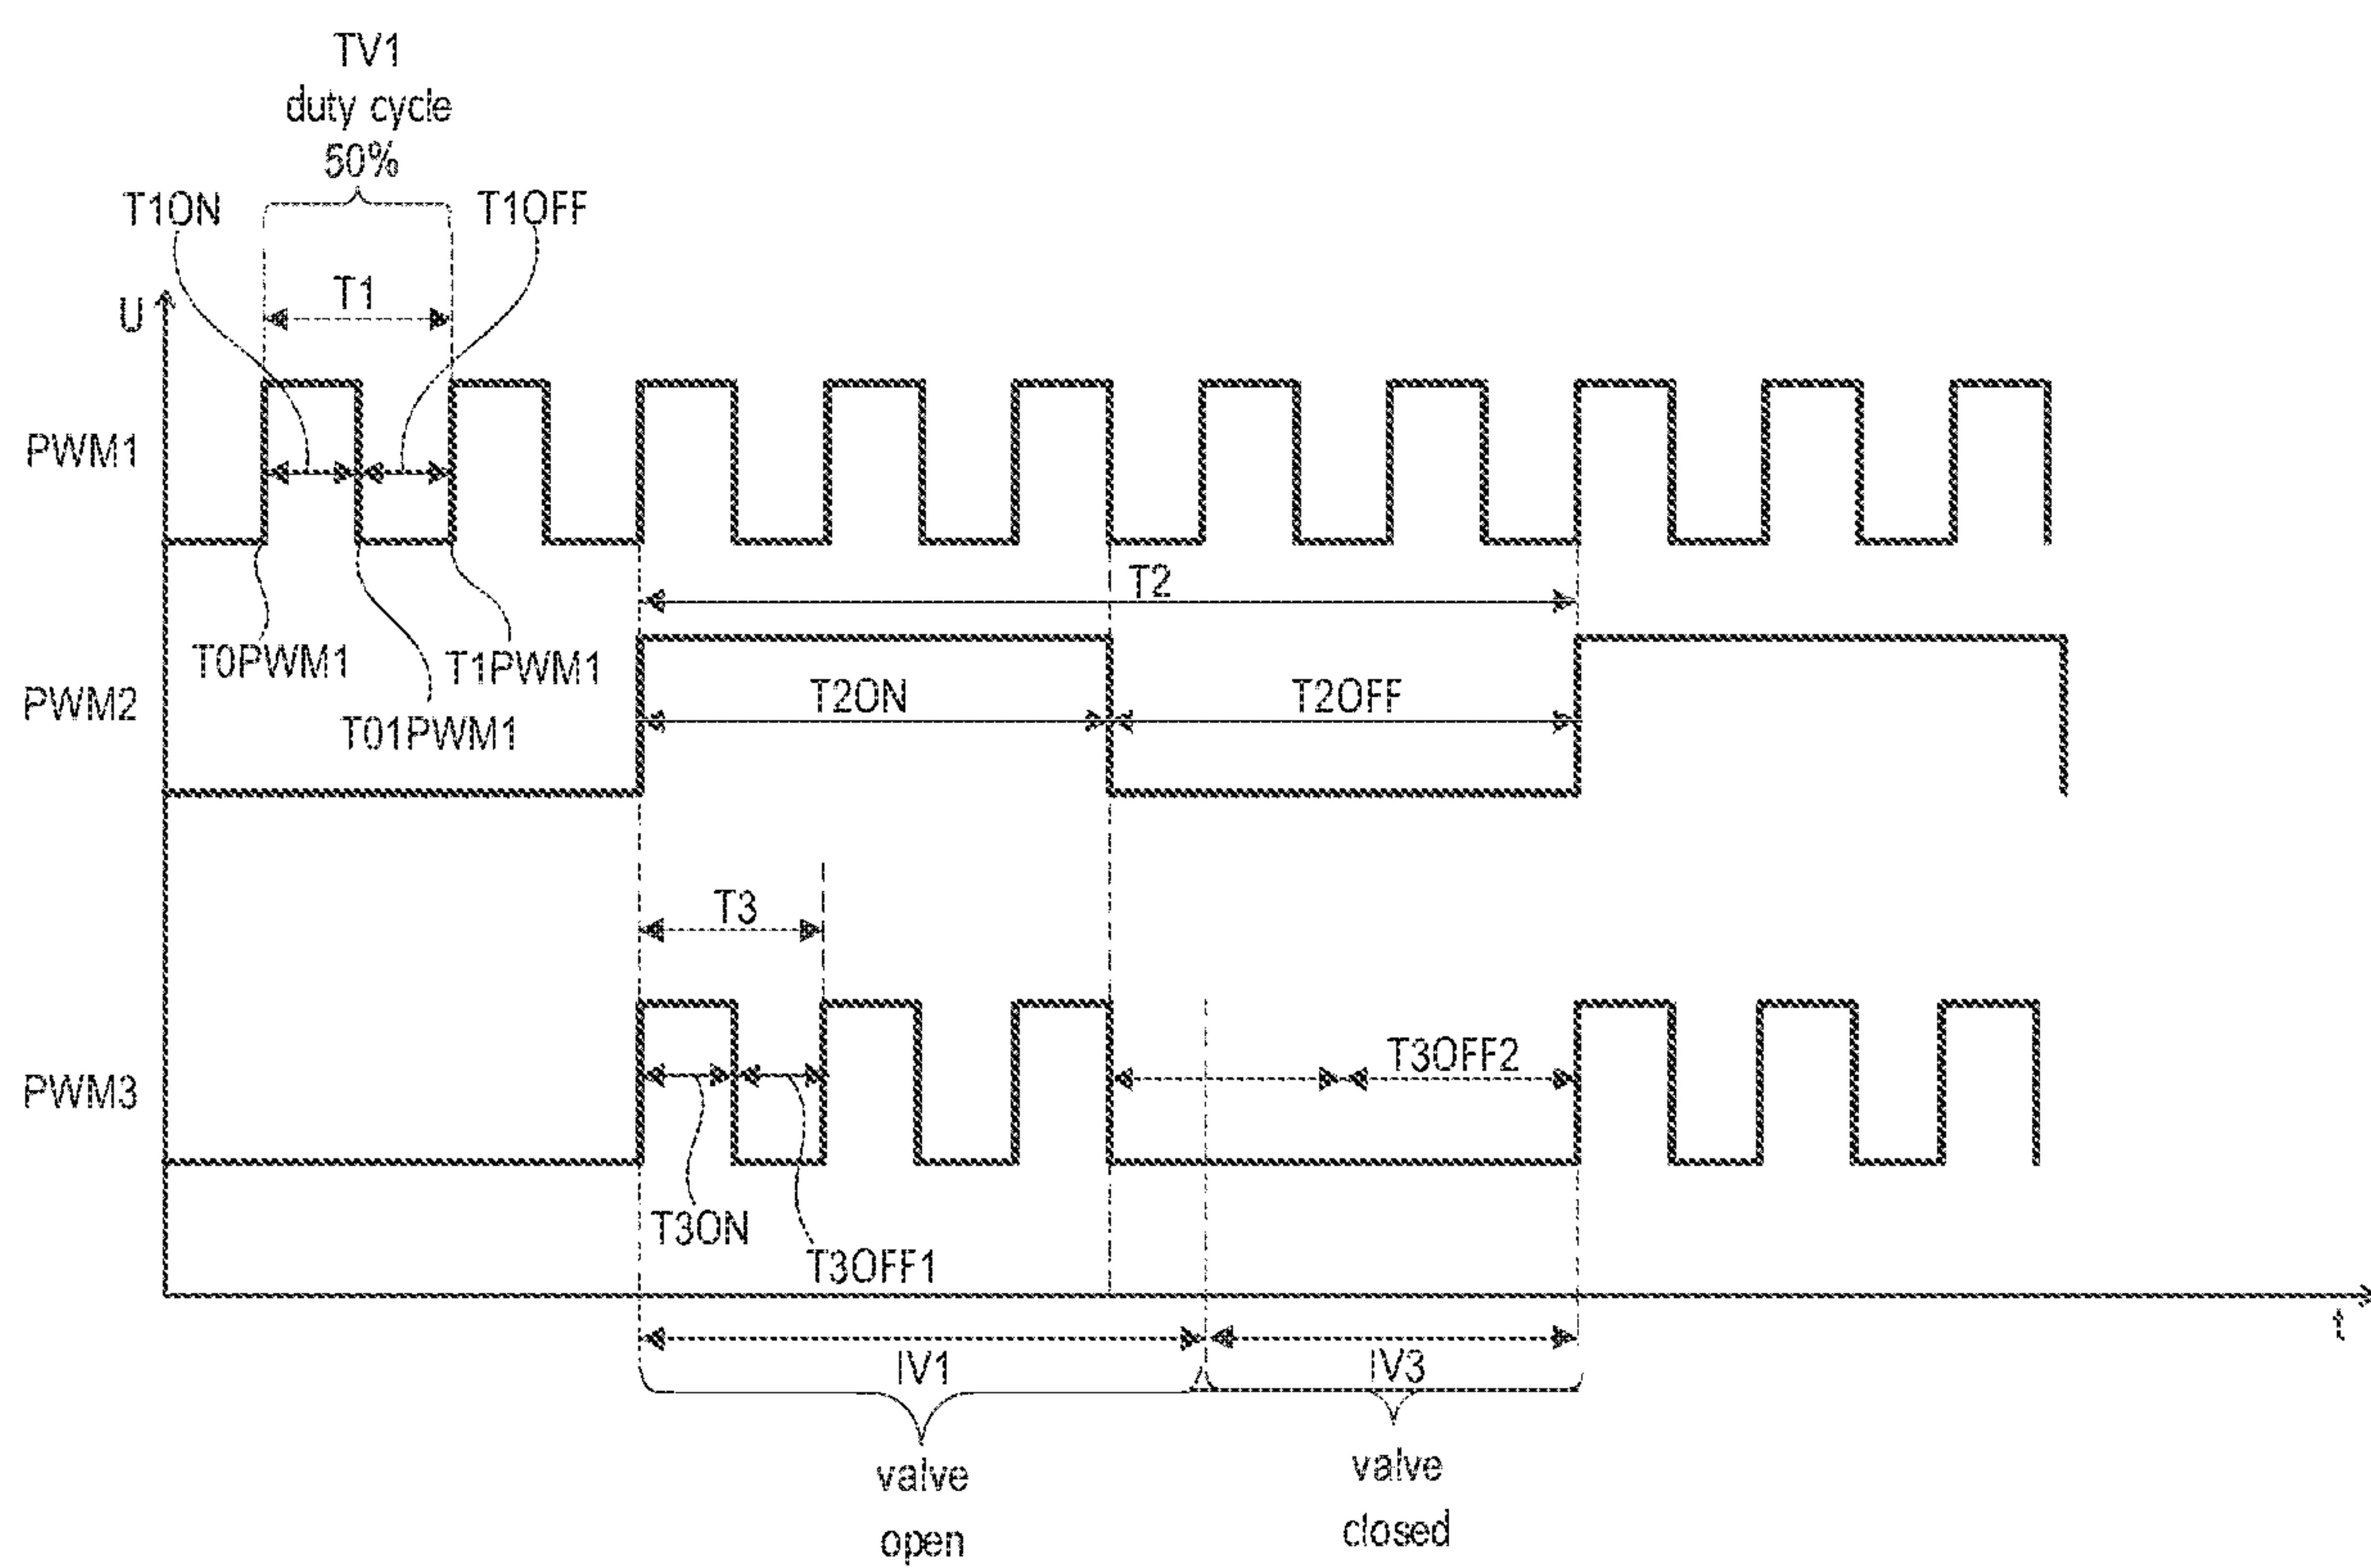 TV1
duty cycle
50%
T1ON
T1OFF
T1
U
PWM1
T2
T0PWM1
T1PWM1
PWM2
T2ON
T2OFF
T01PWM1
T3
T3OFF2
PWM3
T3ON
T3OFF1
t
IV1
IV3
valve
open
valve
closed